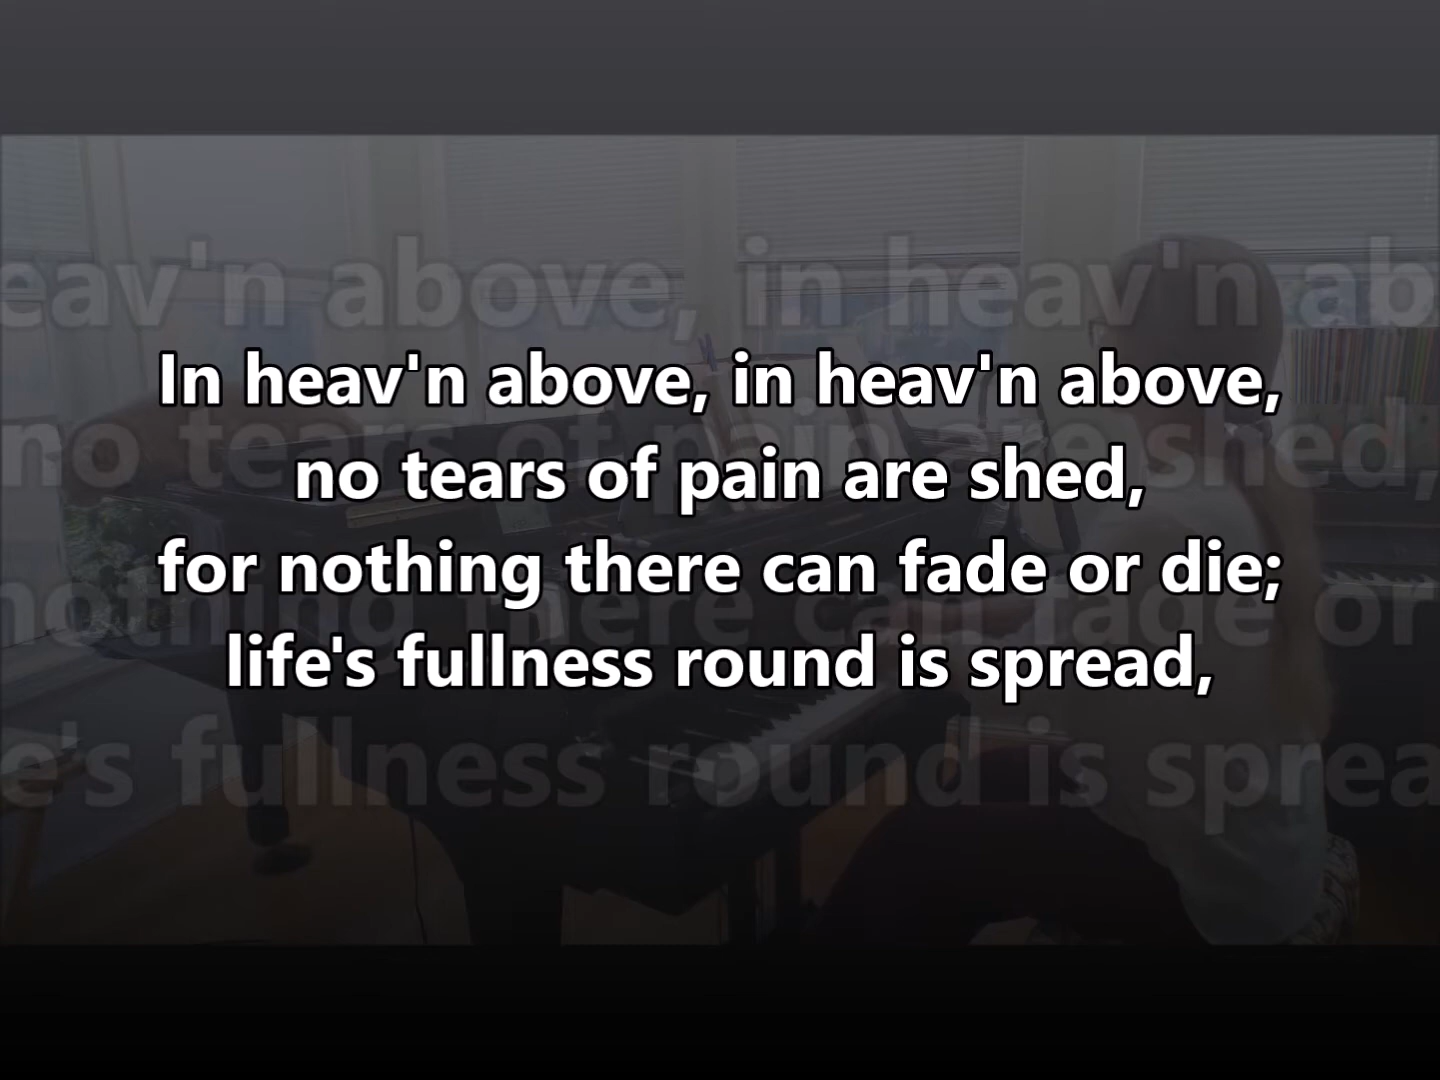 In heav'n above, in heav'n above,
no tears of pain are shed,
for nothing there can fade or die;
life's fullness round is spread,